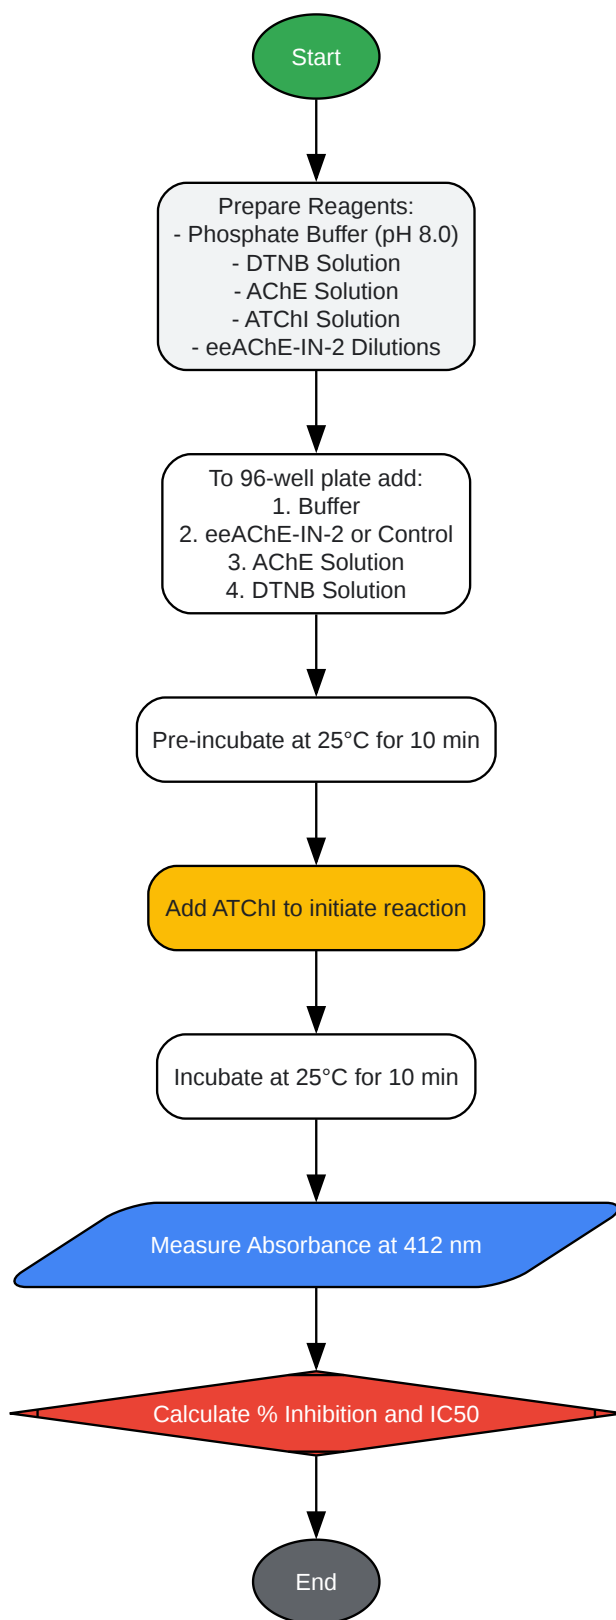 Start
Prepare Reagents:
- Phosphate Buffer (pH 8.0)
- DTNB Solution
- AChE Solution
- ATChI Solution
- eeAChE-IN-2 Dilutions
To 96-well plate add:
1. Buffer
2. eeAChE-IN-2 or Control
3. AChE Solution
4. DTNB Solution
Pre-incubate at 25°C for 10 min
Add ATChI to initiate reaction
Incubate at 25°C for 10 min
Measure Absorbance at 412 nm
Calculate % Inhibition and IC50
End